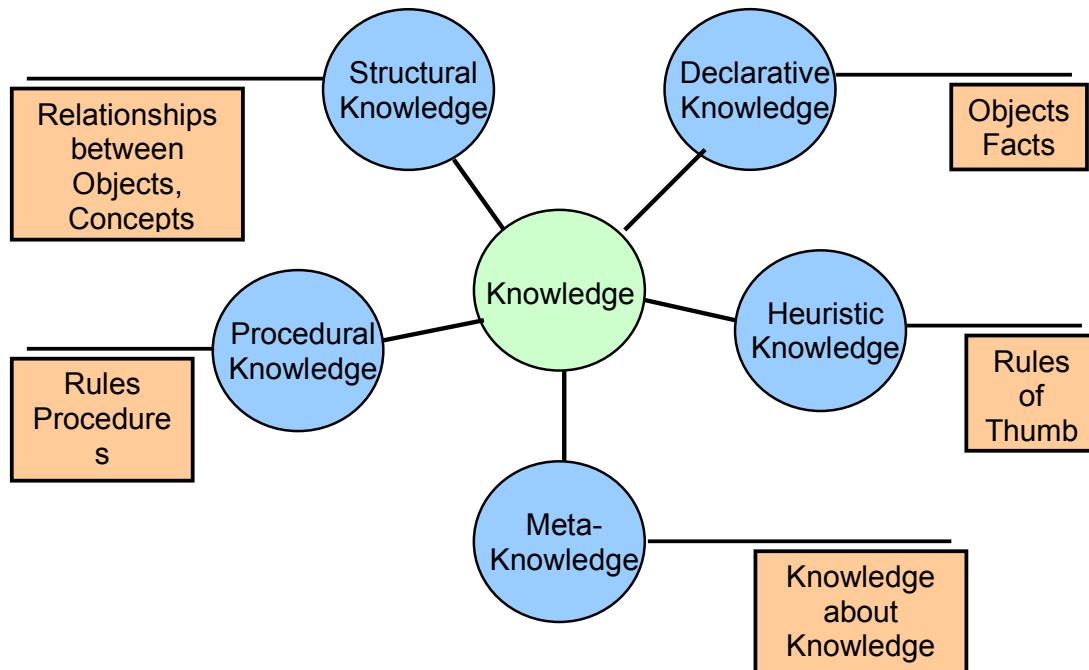 Structural
Knowledge
Declarative
Knowledge
Relationships
between
Objects,
Concepts
Objects
Facts
Knowledge
Procedural
Knowledge
Heuristic
Knowledge
Rules
Procedure
s
Rules
of
Thumb
Meta-
Knowledge
Knowledge
about
Knowledge